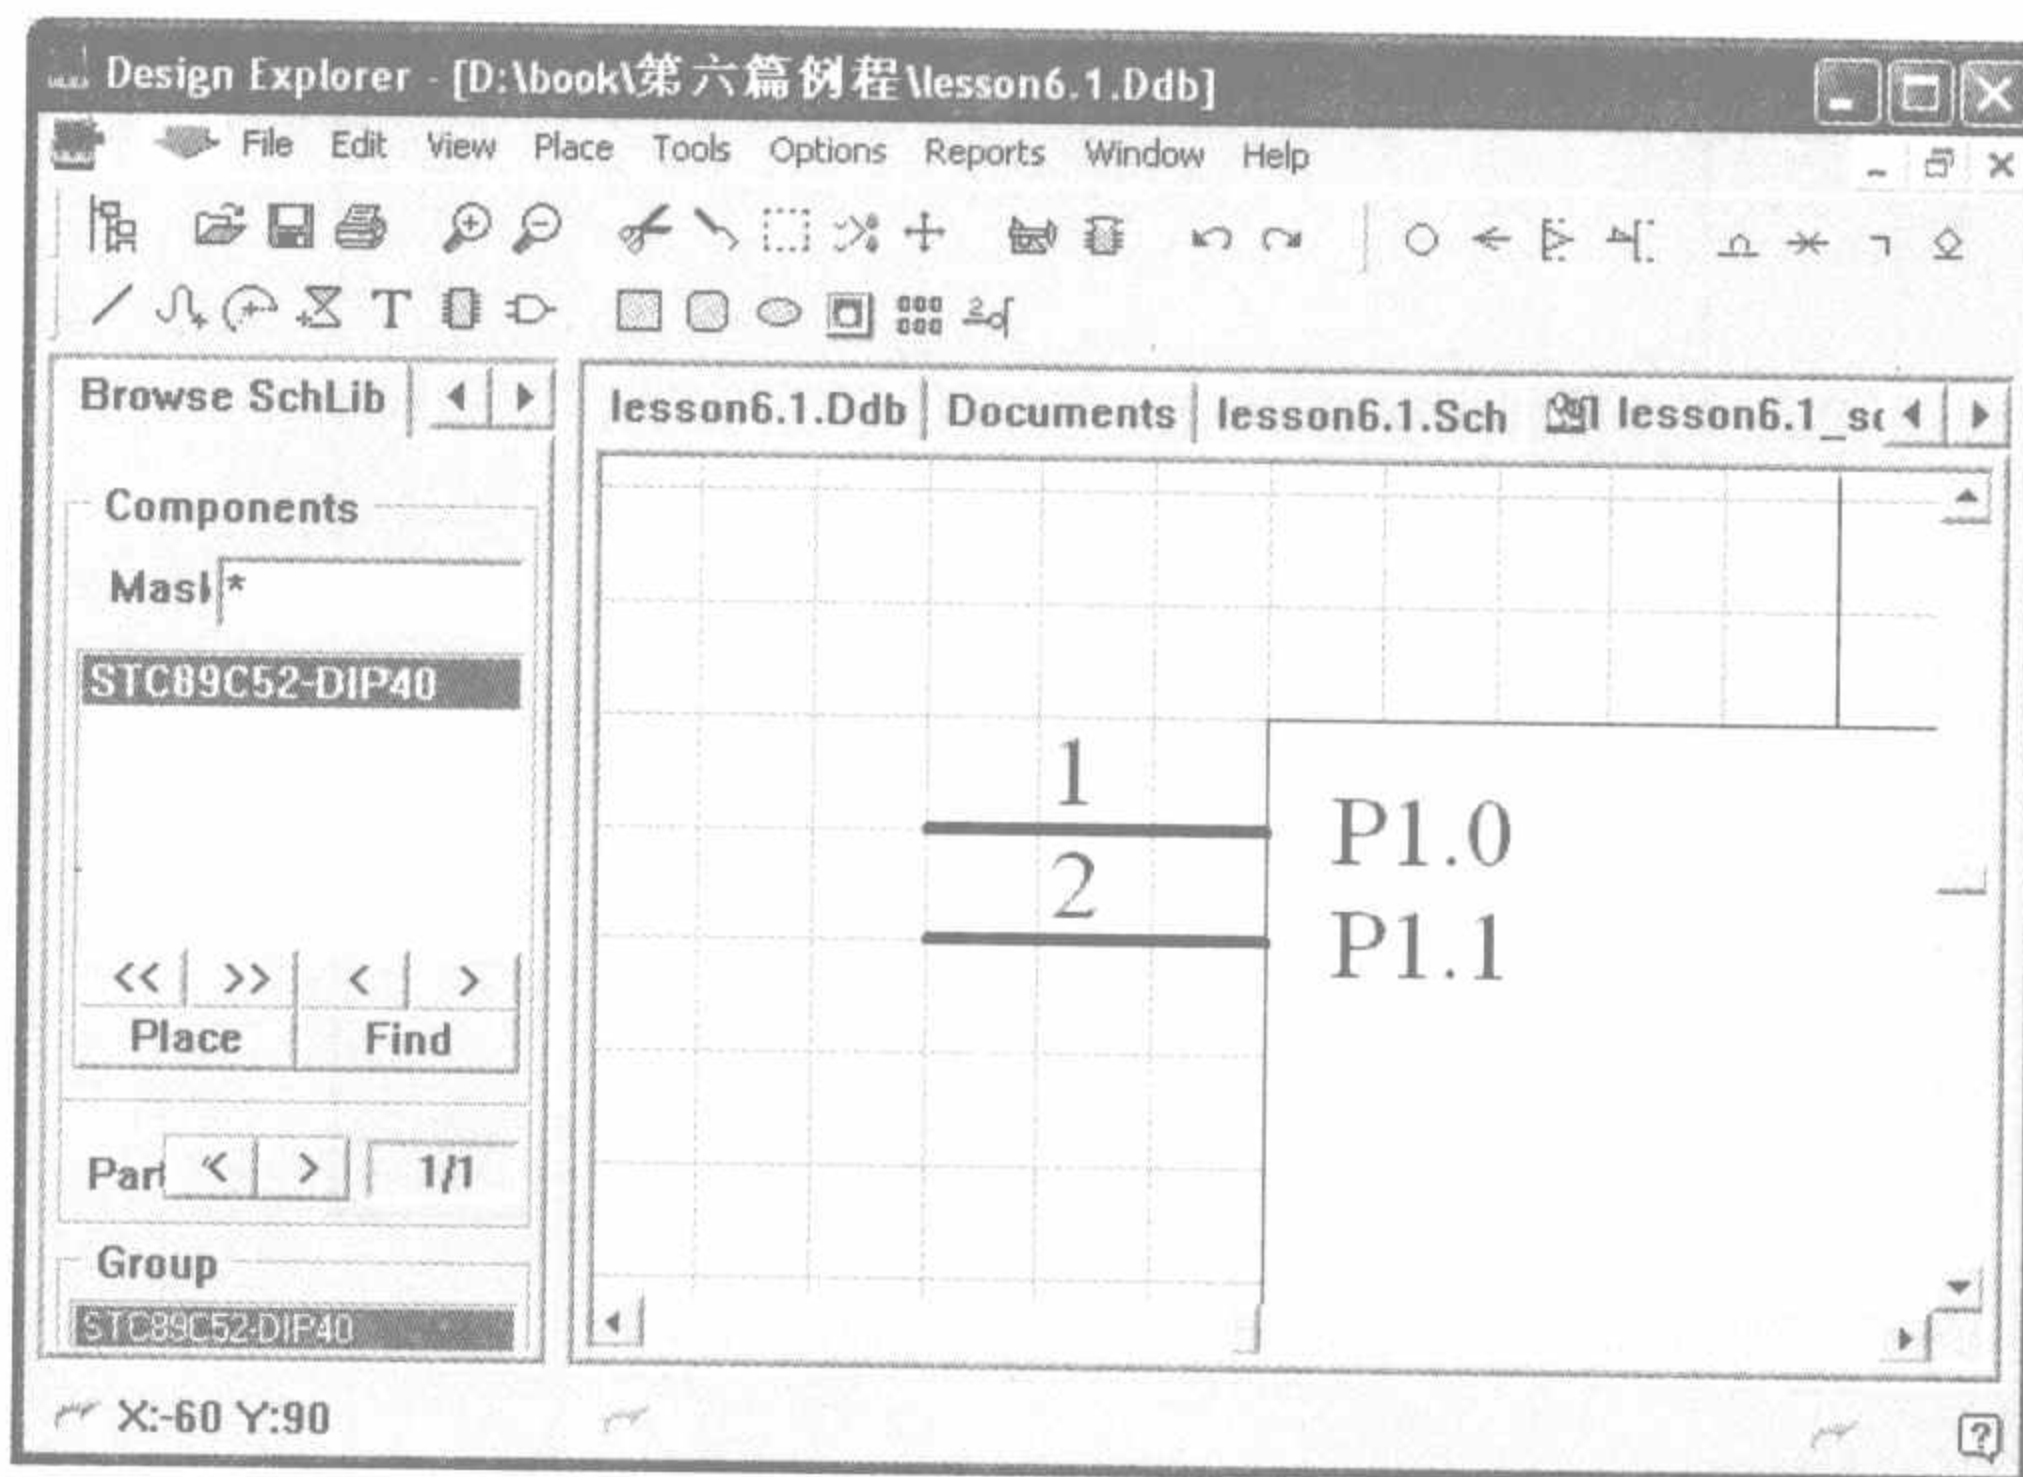 Design Explorer - [D:\book\第六篇例程\lesson6.1.Ddb]
File Edit View Place Tools Options Reports Window Help
Browse SchLib
lesson6.1.Ddb Documents lesson6.1.Sch lesson6.1_sc
Components
Mask *
STC89C52-DIP40
1
P1.0
2
P1.1
<< >> < >
Place Find
Part < > 1/1
Group
STC89C52-DIP40
X:-60 Y:90